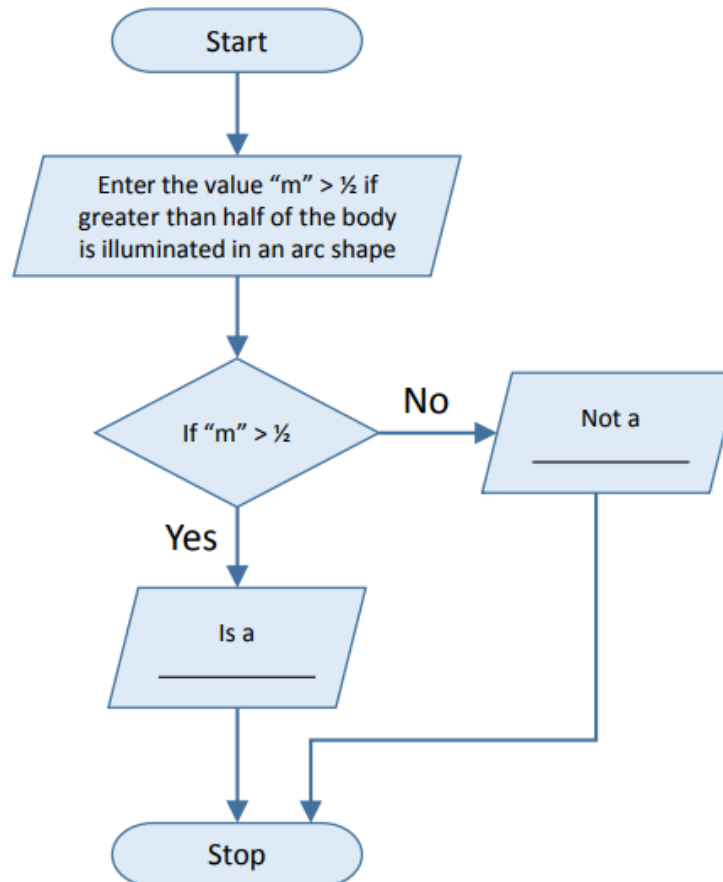 Start
Enter the value “m” > ½ if
greater than half of the body
is illuminated in an arc shape
If “m” > ½
No
Not a
Yes
Is a
Stop